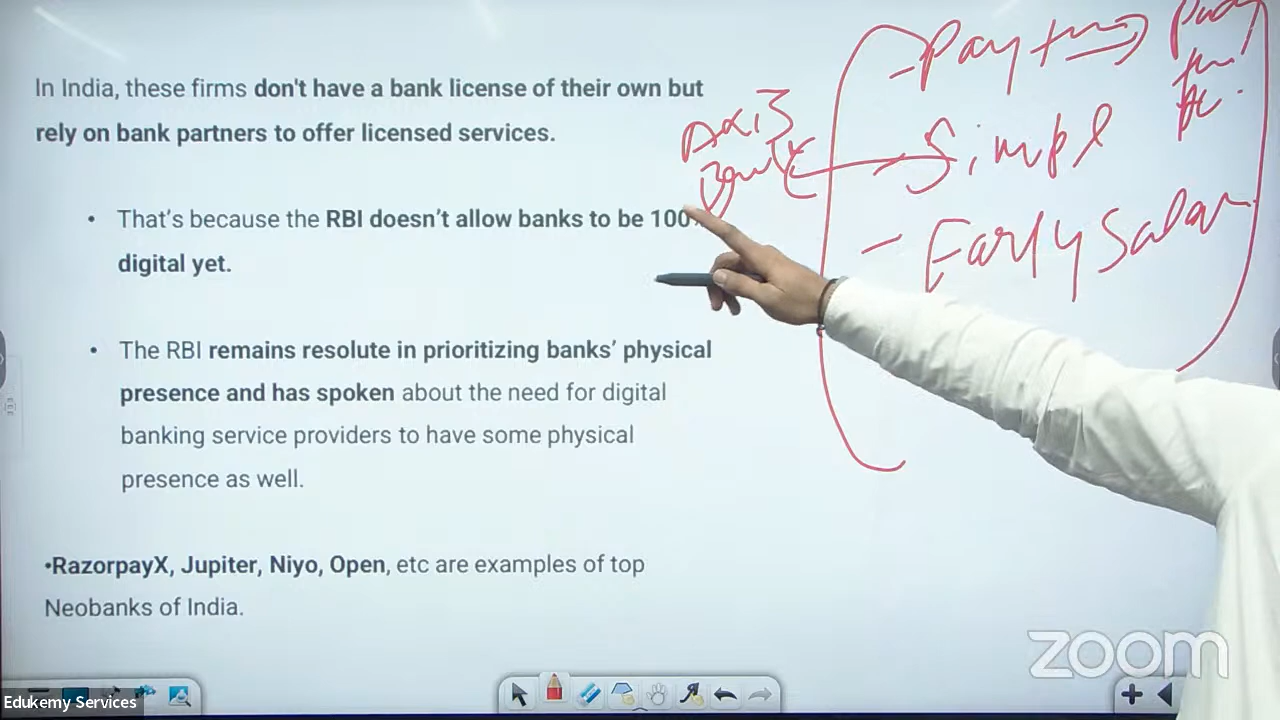 In India, these firms don't have a bank license of their own but
rely on bank partners to offer licensed services.
• That's because the RBI doesn't allow banks to be 100%
digital yet.
• The RBI remains resolute in prioritizing banks' physical
presence and has spoken about the need for digital
banking service providers to have some physical
presence as well.
•RazorpayX, Jupiter, Niyo, Open, etc are examples of top
Neobanks of India.
- Paytm
Axis
Bank
- Simpl
- Early Salary
zoom
Edukemy Services